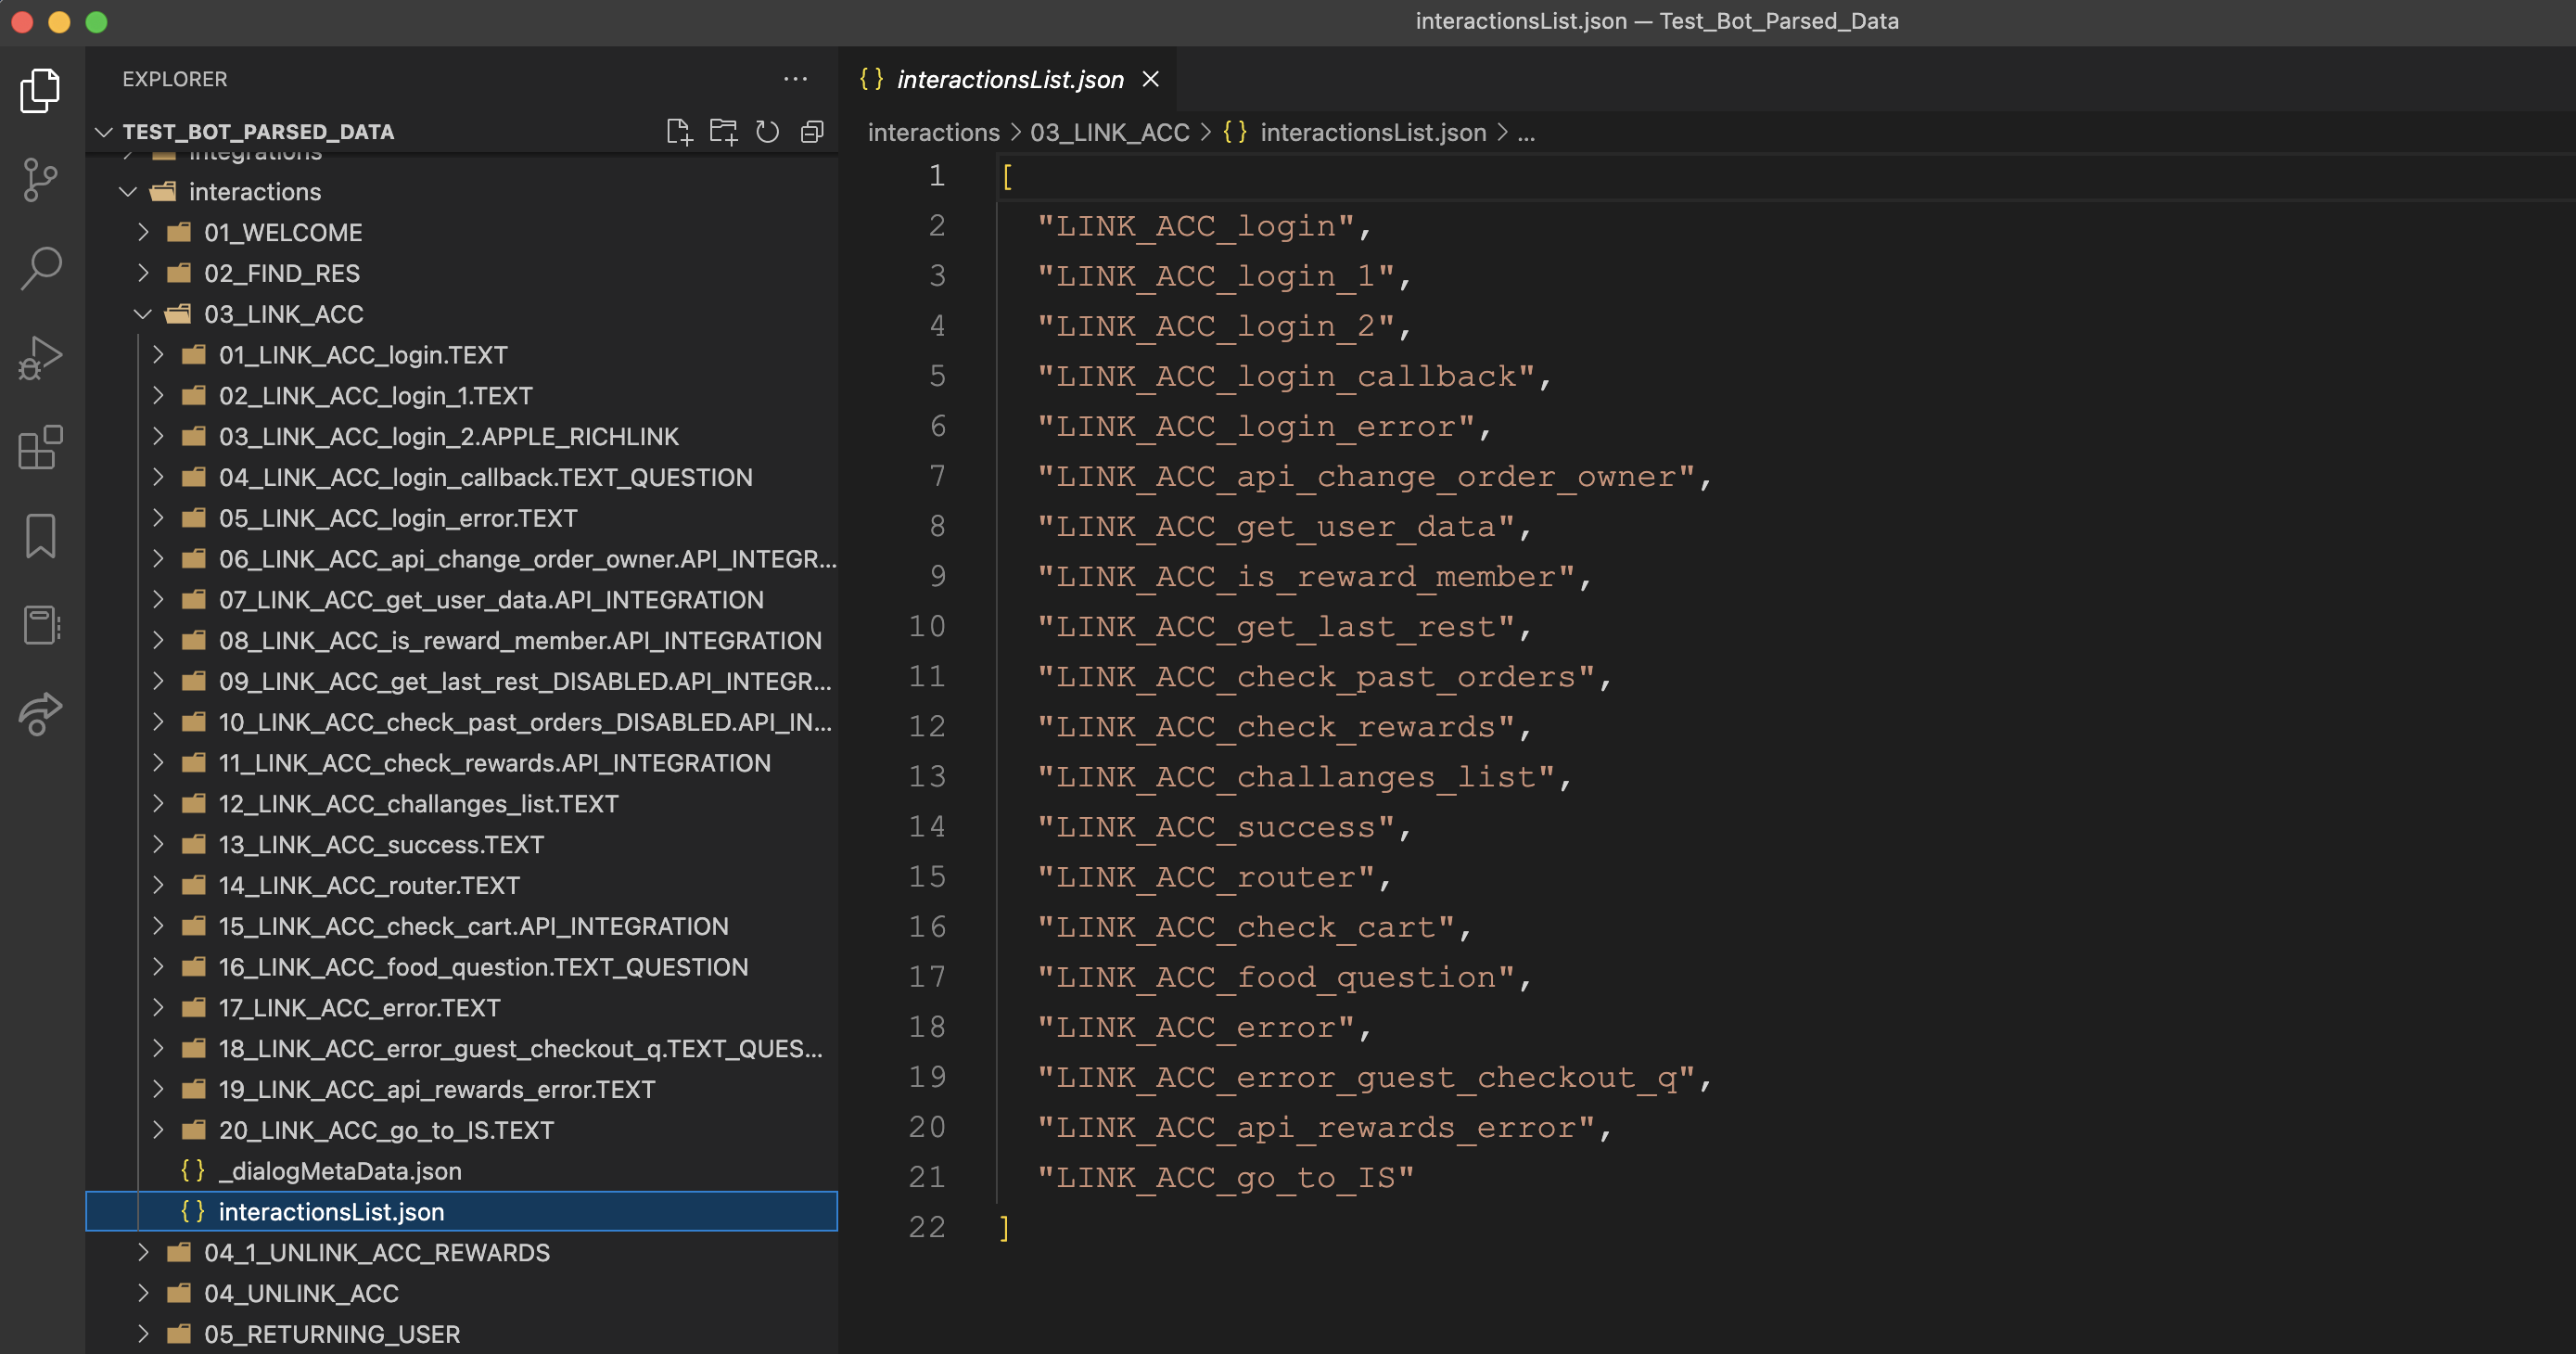 interactionsList.json — Test_Bot_Parsed_Data
EXPLORER
TEST_BOT_PARSED_DATA
integrations
interactions
01_WELCOME
02_FIND_RES
03_LINK_ACC
01_LINK_ACC_login.TEXT
02_LINK_ACC_login_1.TEXT
03_LINK_ACC_login_2.APPLE_RICHLINK
04_LINK_ACC_login_callback.TEXT_QUESTION
05_LINK_ACC_login_error.TEXT
06_LINK_ACC_api_change_order_owner.API_INTEGR...
07_LINK_ACC_get_user_data.API_INTEGRATION
08_LINK_ACC_is_reward_member.API_INTEGRATION
09_LINK_ACC_get_last_rest_DISABLED.API_INTEGR...
10_LINK_ACC_check_past_orders_DISABLED.API_IN...
11_LINK_ACC_check_rewards.API_INTEGRATION
12_LINK_ACC_challanges_list.TEXT
13_LINK_ACC_success.TEXT
14_LINK_ACC_router.TEXT
15_LINK_ACC_check_cart.API_INTEGRATION
16_LINK_ACC_food_question.TEXT_QUESTION
17_LINK_ACC_error.TEXT
18_LINK_ACC_error_guest_checkout_q.TEXT_QUES...
19_LINK_ACC_api_rewards_error.TEXT
20_LINK_ACC_go_to_IS.TEXT
{} _dialogMetaData.json
{} interactionsList.json
04_1_UNLINK_ACC_REWARDS
04_UNLINK_ACC
05_RETURNING_USER
{} interactionsList.json
interactions > 03_LINK_ACC > {} interactionsList.json > ...
1 [
2 "LINK_ACC_login",
3 "LINK_ACC_login_1",
4 "LINK_ACC_login_2",
5 "LINK_ACC_login_callback",
6 "LINK_ACC_login_error",
7 "LINK_ACC_api_change_order_owner",
8 "LINK_ACC_get_user_data",
9 "LINK_ACC_is_reward_member",
10 "LINK_ACC_get_last_rest",
11 "LINK_ACC_check_past_orders",
12 "LINK_ACC_check_rewards",
13 "LINK_ACC_challanges_list",
14 "LINK_ACC_success",
15 "LINK_ACC_router",
16 "LINK_ACC_check_cart",
17 "LINK_ACC_food_question",
18 "LINK_ACC_error",
19 "LINK_ACC_error_guest_checkout_q",
20 "LINK_ACC_api_rewards_error",
21 "LINK_ACC_go_to_IS"
22 ]